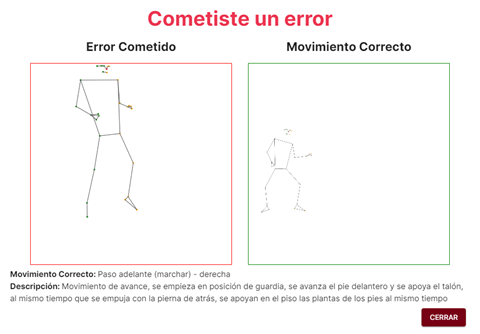 Cometiste un error
Error Cometido
Movimiento Correcto
Movimiento Correcto: Paso adelante (marchar) - derecha
Descripción: Movimiento de avance, se empieza en posición de guardia, se avanza el pie delantero y se apoya el talón,
al mismo tiempo que se empuja con la pierna de atrás, se apoyan en el piso las plantas de los pies al mismo tiempo
CERRAR